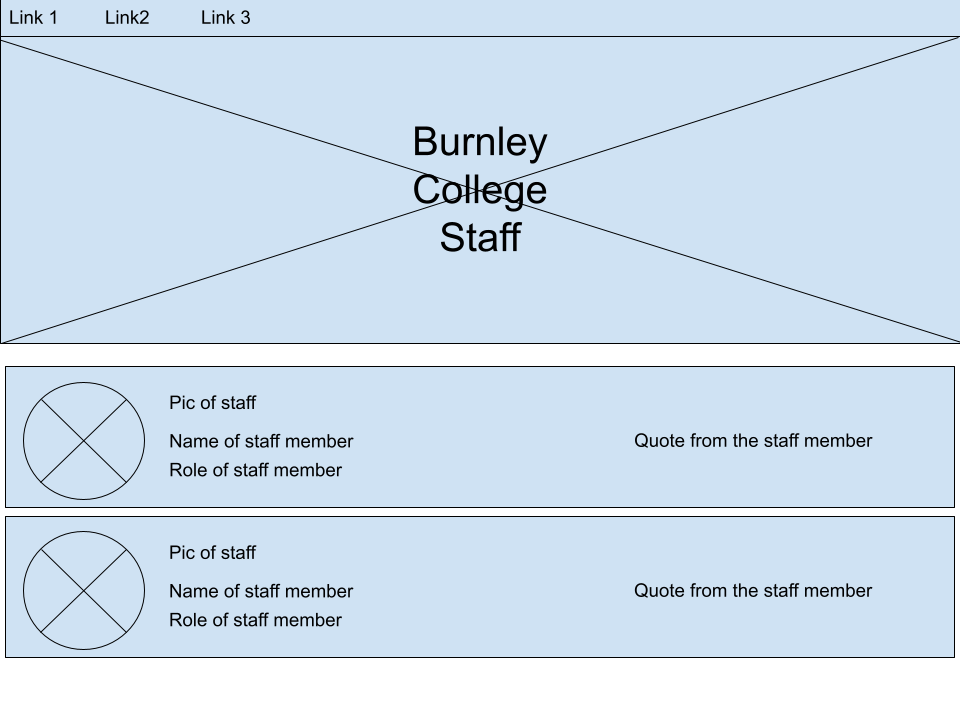 Link 1 Link2 Link 3
Burnley
College
Staff
Pic of staff
Name of staff member
Role of staff member
Quote from the staff member
Pic of staff
Name of staff member
Role of staff member
Quote from the staff member